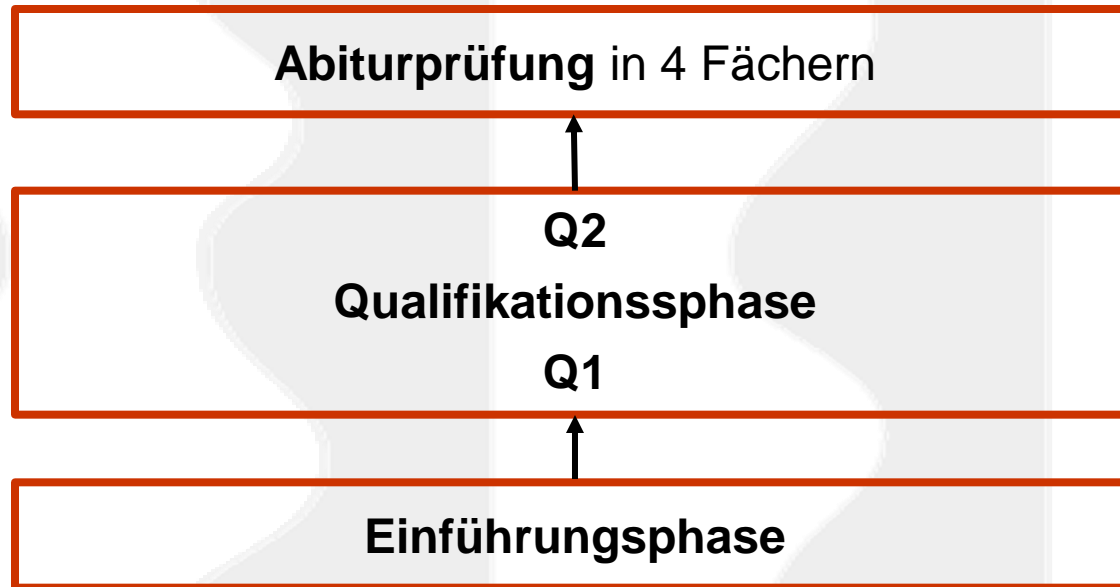 Abiturprüfung in 4 Fächern
Q2
Qualifikationssphase
Q1
Einführungsphase